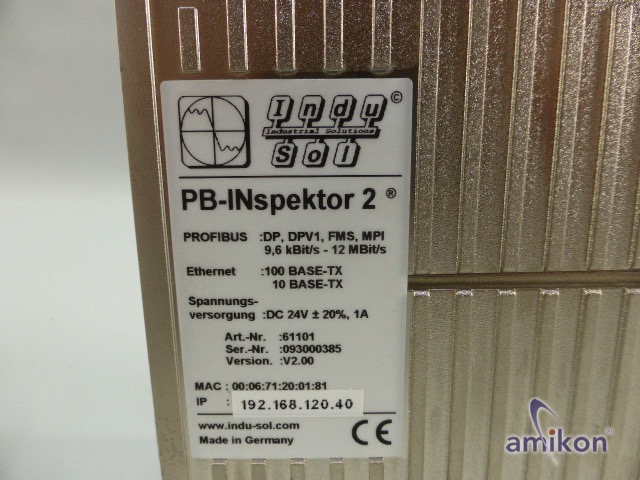 Indu ©
Industrial Solutions
Sol
PB-INspektor 2 ®
PROFIBUS :DP, DPV1, FMS, MPI
9,6 kBit/s - 12 MBit/s
Ethernet :100 BASE-TX
10 BASE-TX
Spannungs-
versorgung :DC 24V ± 20%, 1A
Art.-Nr. :61101
Ser.-Nr. :093000385
Version. :V2.00
MAC : 00:06:71:20:01:81
IP : 192.168.120.40
www.indu-sol.com
Made in Germany CE
amikon